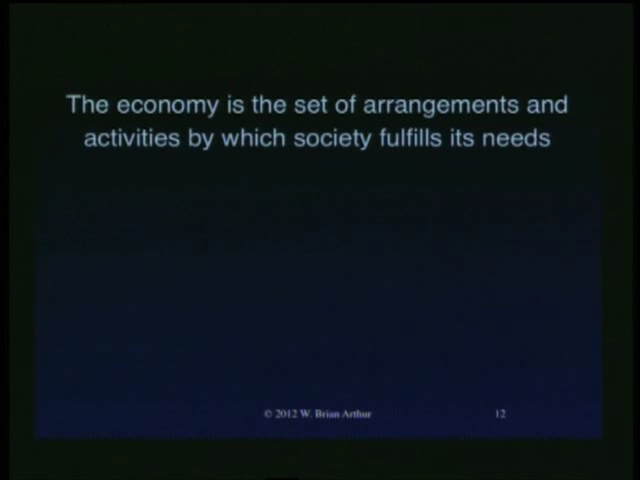 The economy is the set of arrangements and
activities by which society fulfills its needs
© 2012 W. Brian Arthur 12